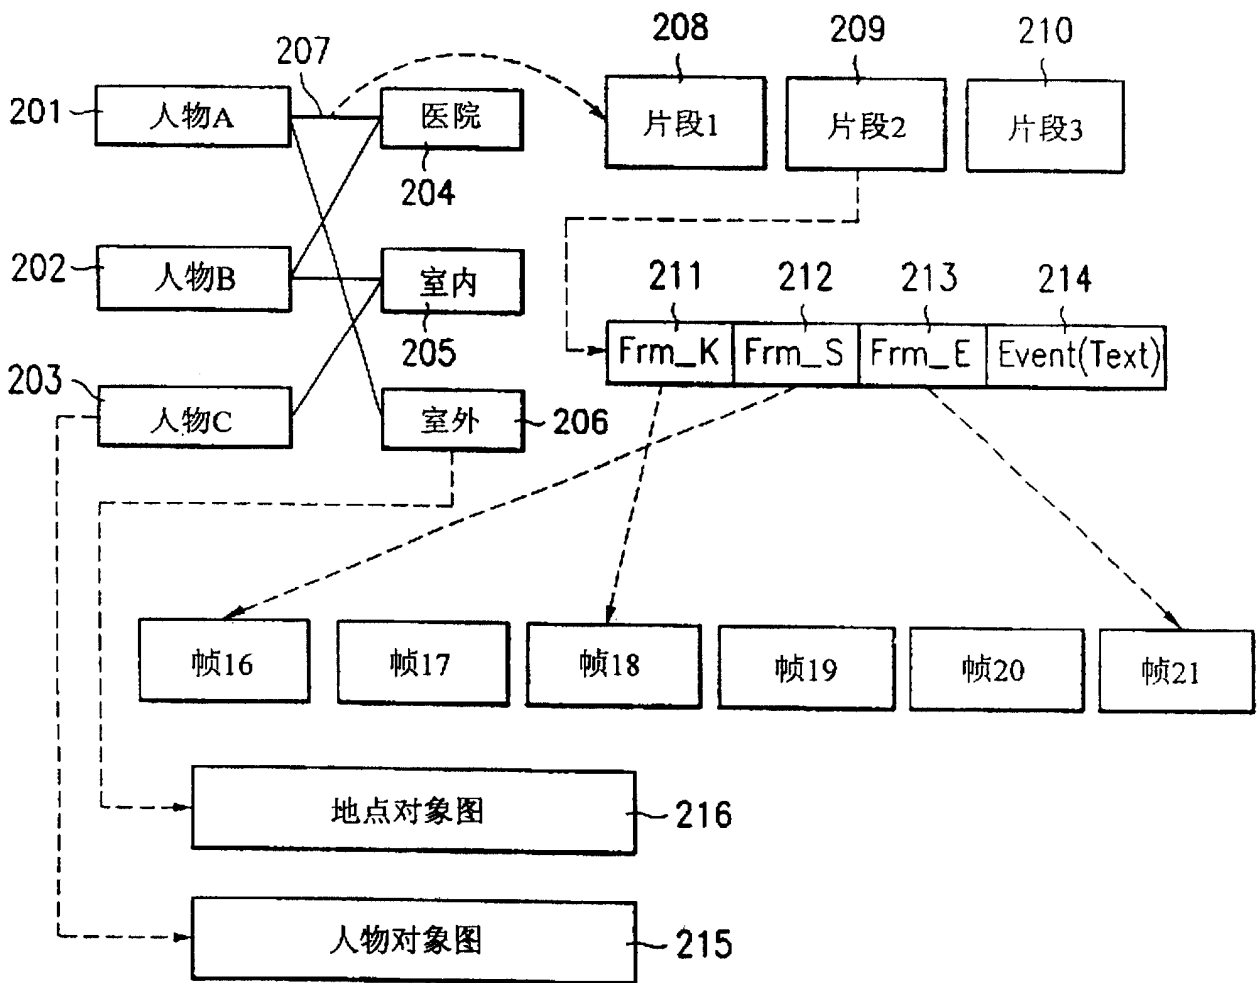 208 209 210
207
201 人物A 医院 片段1 片段2 片段3
204
202 人物B 室内
205
211 212 213 214
Frm_K Frm_S Frm_E Event(Text)
203 人物C 室外 206
帧16 帧17 帧18 帧19 帧20 帧21
地点对象图 216
人物对象图 215